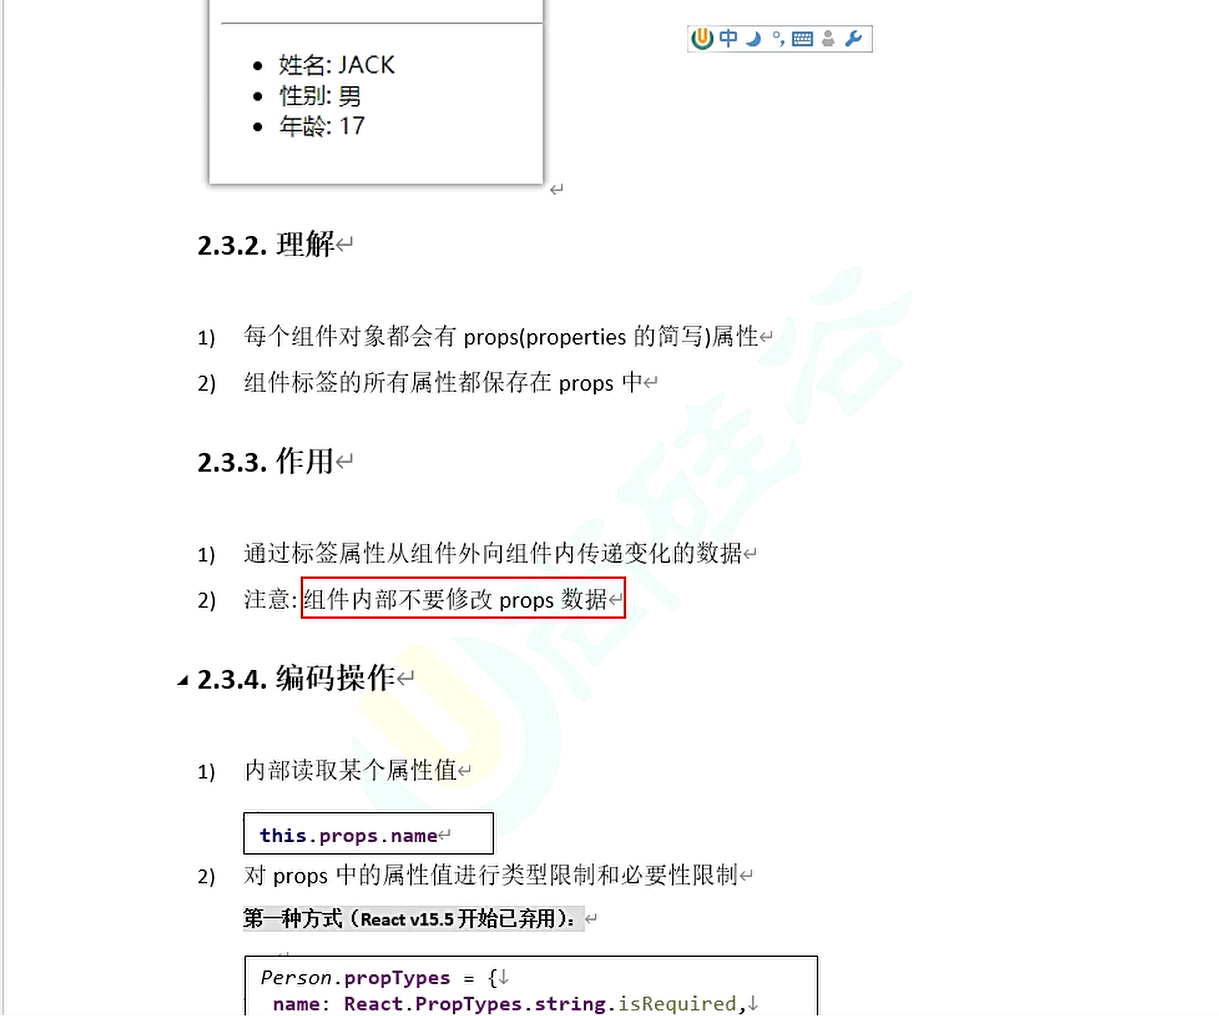 中
姓名: JACK
性别: 男
年龄: 17
2.3.2. 理解
1) 每个组件对象都会有 props(properties 的简写)属性
2) 组件标签的所有属性都保存在 props 中
2.3.3. 作用
1) 通过标签属性从组件外向组件内传递变化的数据
2) 注意: 组件内部不要修改 props 数据
2.3.4. 编码操作
1) 内部读取某个属性值
this.props.name
2) 对 props 中的属性值进行类型限制和必要性限制
第一种方式（React v15.5 开始已弃用）：
Person.propTypes = {
name: React.PropTypes.string.isRequired,
尚硅谷